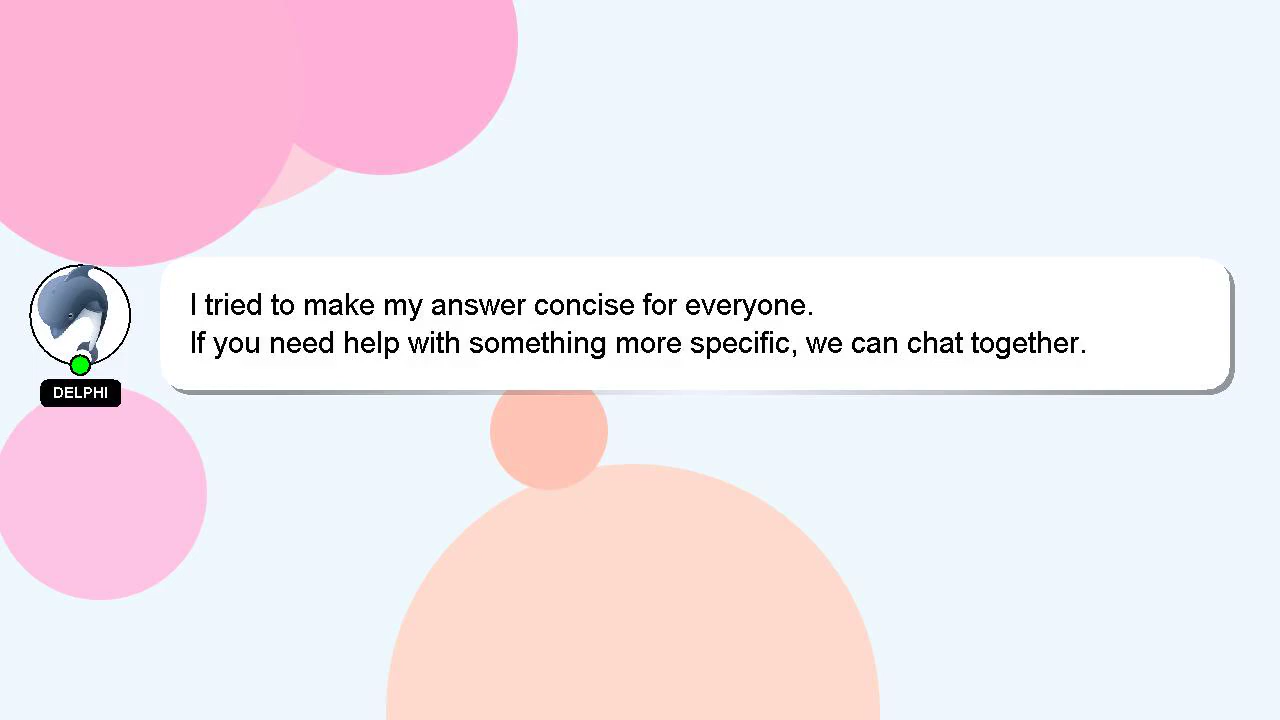 I tried to make my answer concise for everyone.
If you need help with something more specific, we can chat together.
DELPHI